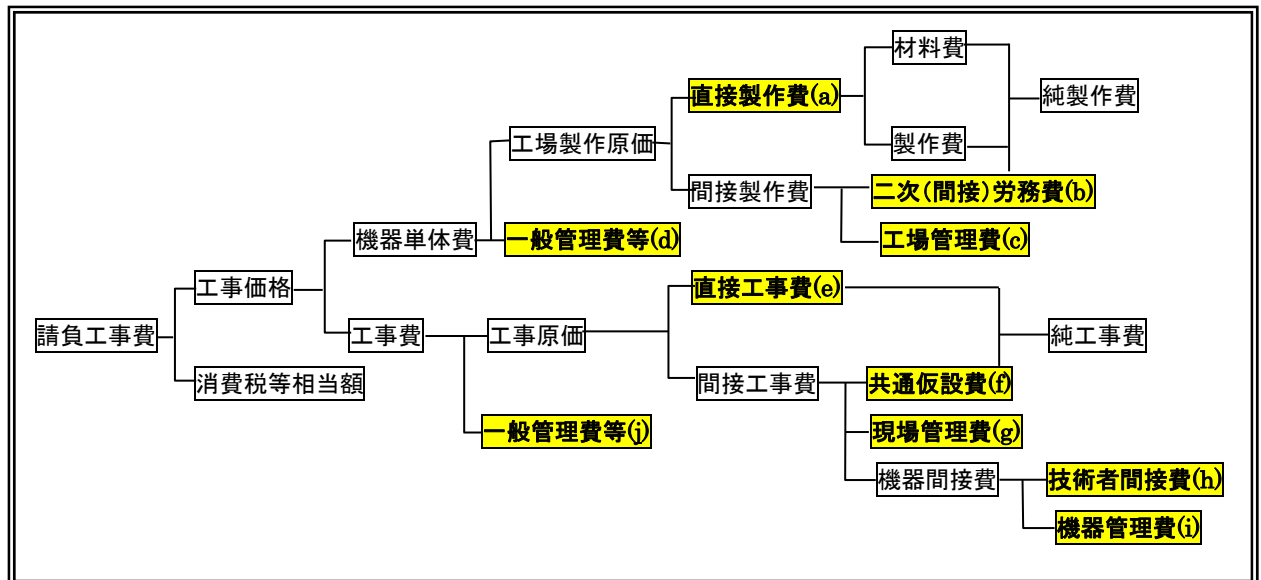 材料費
直接製作費(a)
純製作費
工場製作原価
製作費
間接製作費
二次（間接）労務費(b)
機器単体費
一般管理費等(d)
工場管理費(c)
工事価格
直接工事費(e)
請負工事費
工事費
工事原価
純工事費
消費税等相当額
間接工事費
共通仮設費(f)
一般管理費等(j)
現場管理費(g)
機器間接費
技術者間接費(h)
機器管理費(i)